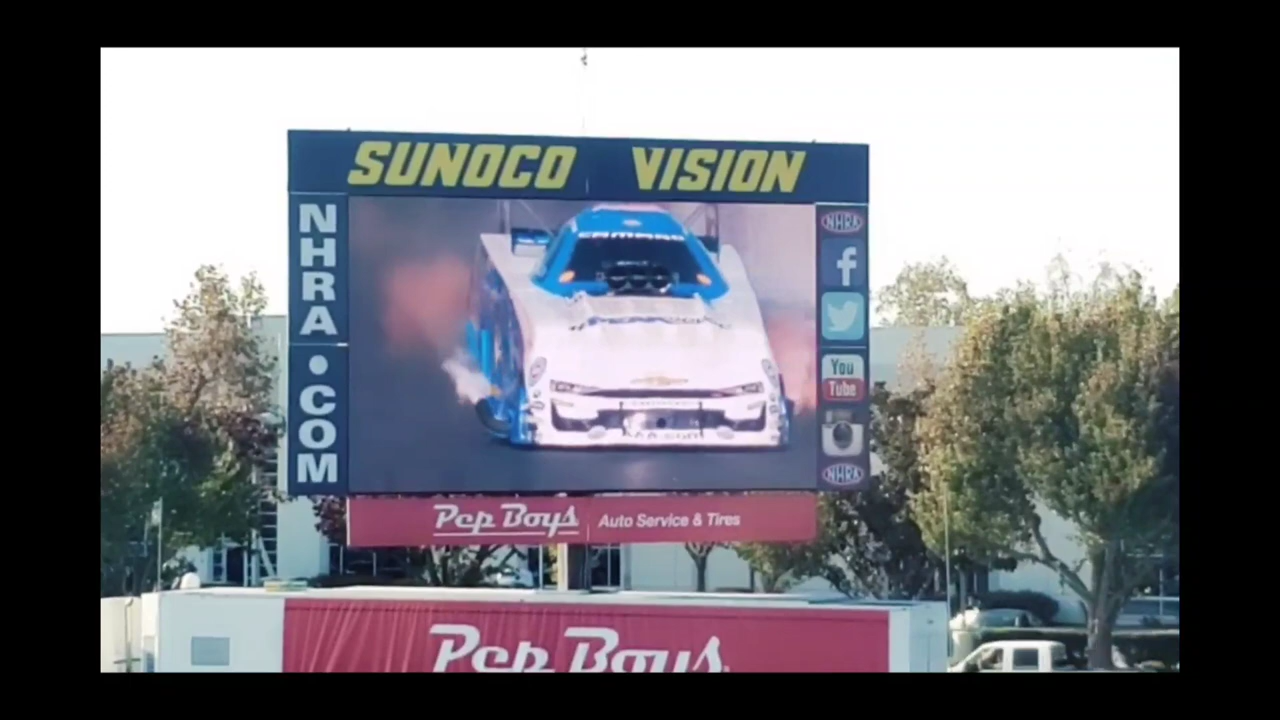 SUNOCO VISION
NHRA.COM
NHRA
f
You
Tube
NHRA
CAMARO
Pep Boys Auto Service & Tires
Pep Boys